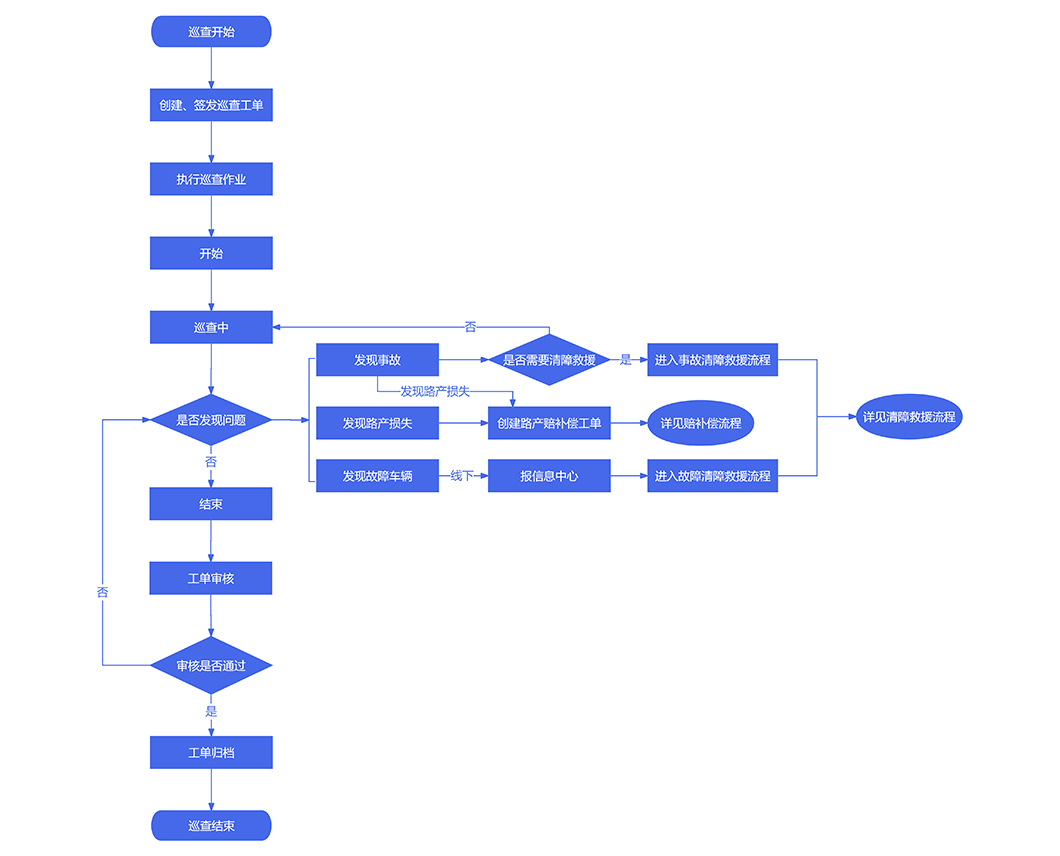 巡查开始
创建、签发巡查工单
执行巡查作业
开始
巡查中
否
发现事故
是否需要清障救援
是
进入事故清障救援流程
发现路产损失
是否发现问题
发现路产损失
创建路产赔补偿工单
详见赔补偿流程
详见清障救援流程
否
发现故障车辆
线下
报信息中心
进入故障清障救援流程
结束
工单审核
否
审核是否通过
是
工单归档
巡查结束